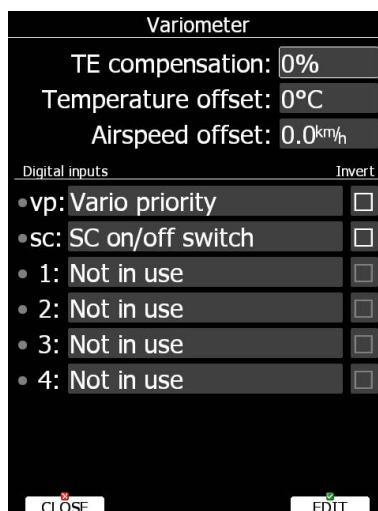 Variometer
TE compensation: 0%
Temperature offset: 0°C
Airspeed offset: 0.0km/h
Digital inputs Invert
vp: Vario priority
sc: SC on/off switch
1: Not in use
2: Not in use
3: Not in use
4: Not in use
CLOSE EDIT